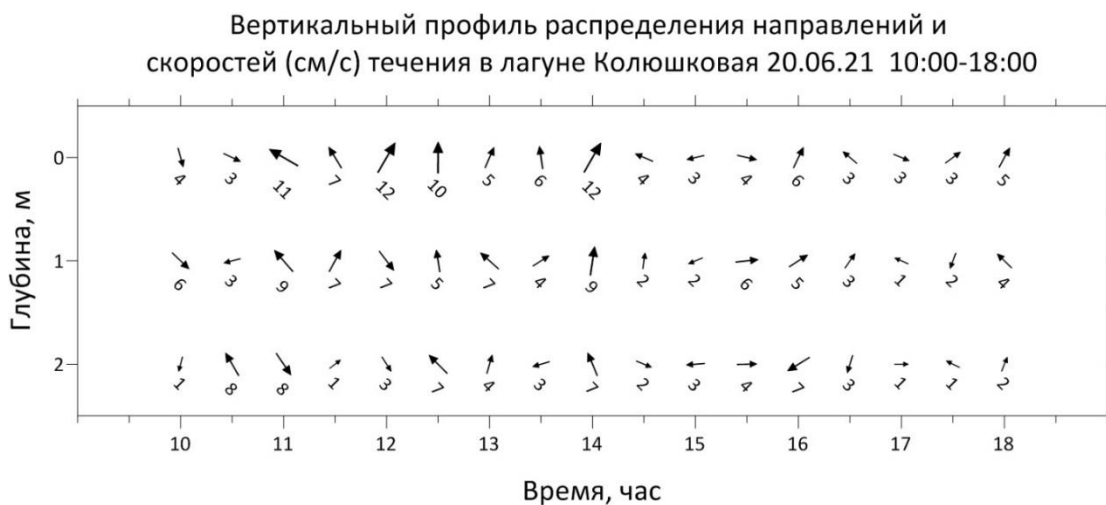 Вертикальный профиль распределения направлений и
скоростей (см/с) течения в лагуне Колюшковая 20.06.21 10:00-18:00
Глубина, м
0
4 3 11 7 12 10 5 6 12 4 3 4 6 3 3 3 5
1
6 3 9 7 7 5 7 4 9 2 2 6 5 3 1 2 4
2
1 8 8 1 3 7 4 3 7 2 3 4 7 3 1 1 2
10 11 12 13 14 15 16 17 18
Время, час